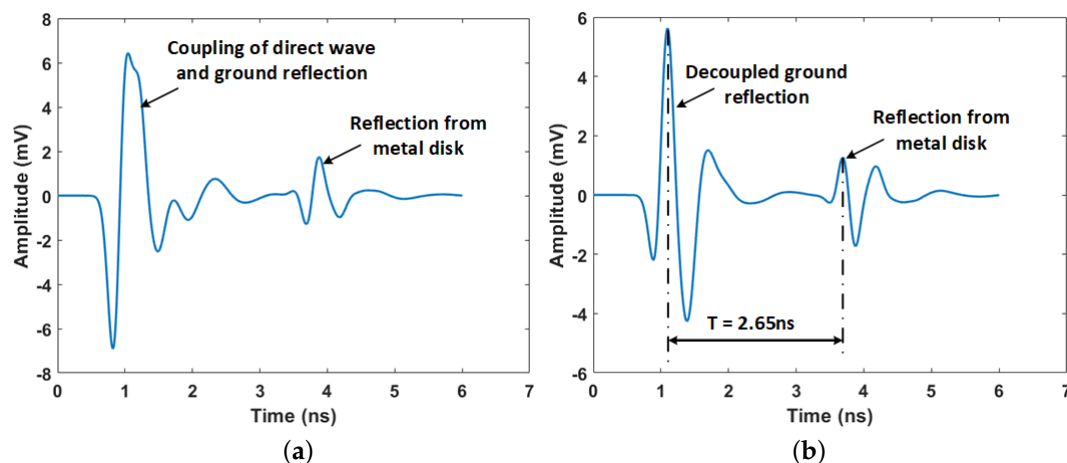 8
6
4
2
0
-2
-4
-6
-8
Amplitude (mV)
Coupling of direct wave
and ground reflection
Reflection from
metal disk
0 1 2 3 4 5 6 7
Time (ns)
(a)
6
4
2
0
-2
-4
-6
Amplitude (mV)
Decoupled ground
reflection
Reflection from
metal disk
T = 2.65ns
0 1 2 3 4 5 6 7
Time (ns)
(b)